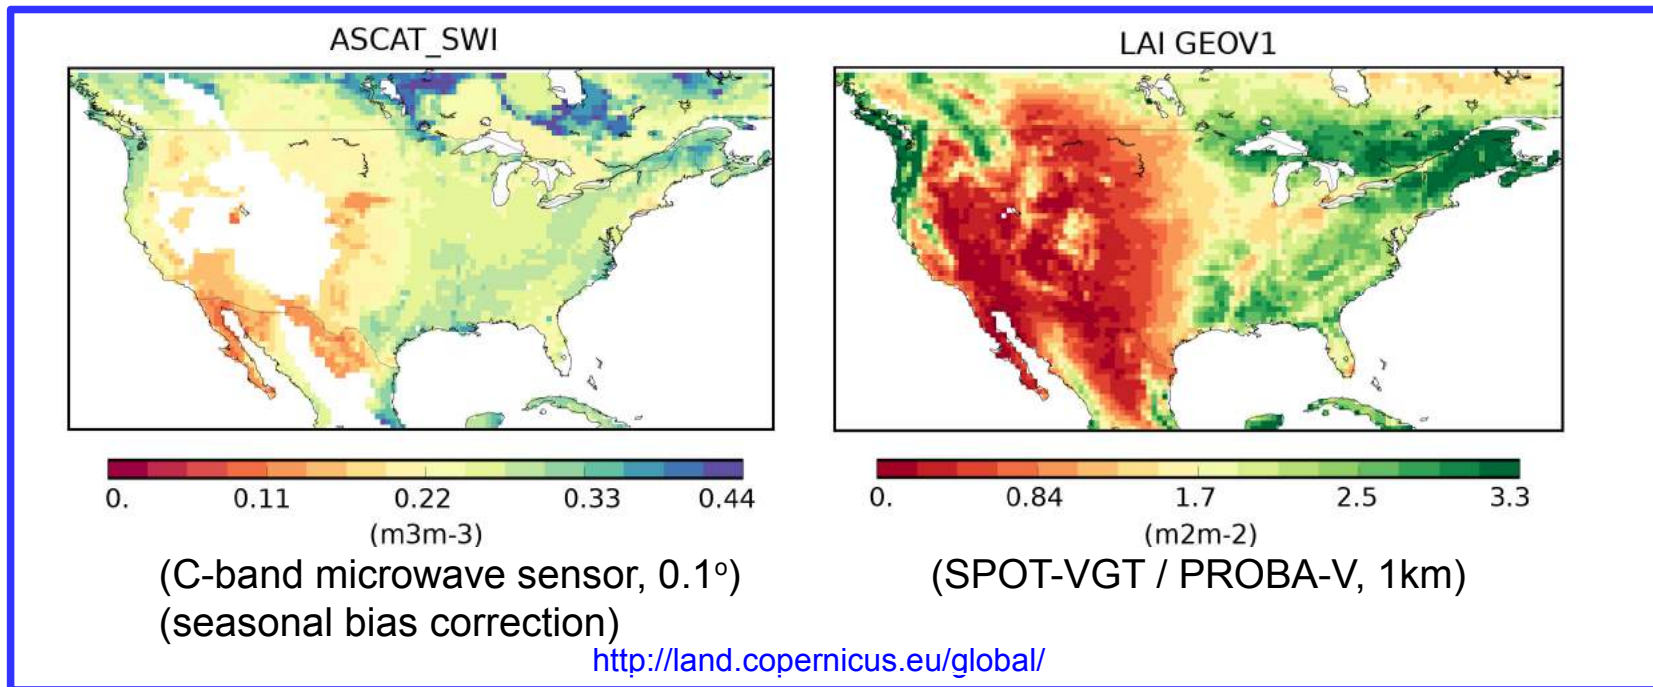 ASCAT_SWI
LAI GEOV1
0. 0.11 0.22 0.33 0.44
(m3m-3)
0. 0.84 1.7 2.5 3.3
(m2m-2)
(C-band microwave sensor, 0.1º)
(seasonal bias correction)
(SPOT-VGT / PROBA-V, 1km)
http://land.copernicus.eu/global/